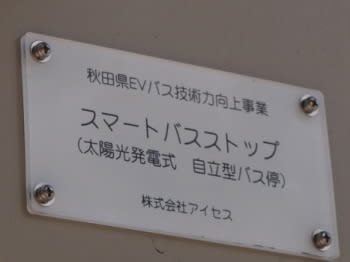 秋田県EVバス技術力向上事業
スマートバスストップ
(太陽光発電式　自立型バス停)
株式会社アイセス